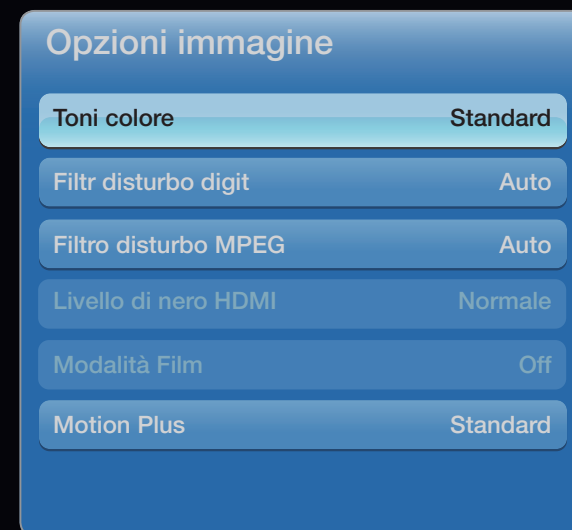 Opzioni immagine
Toni colore Standard
Filtr disturbo digit Auto
Filtro disturbo MPEG Auto
Livello di nero HDMI Normale
Modalità Film Off
Motion Plus Standard